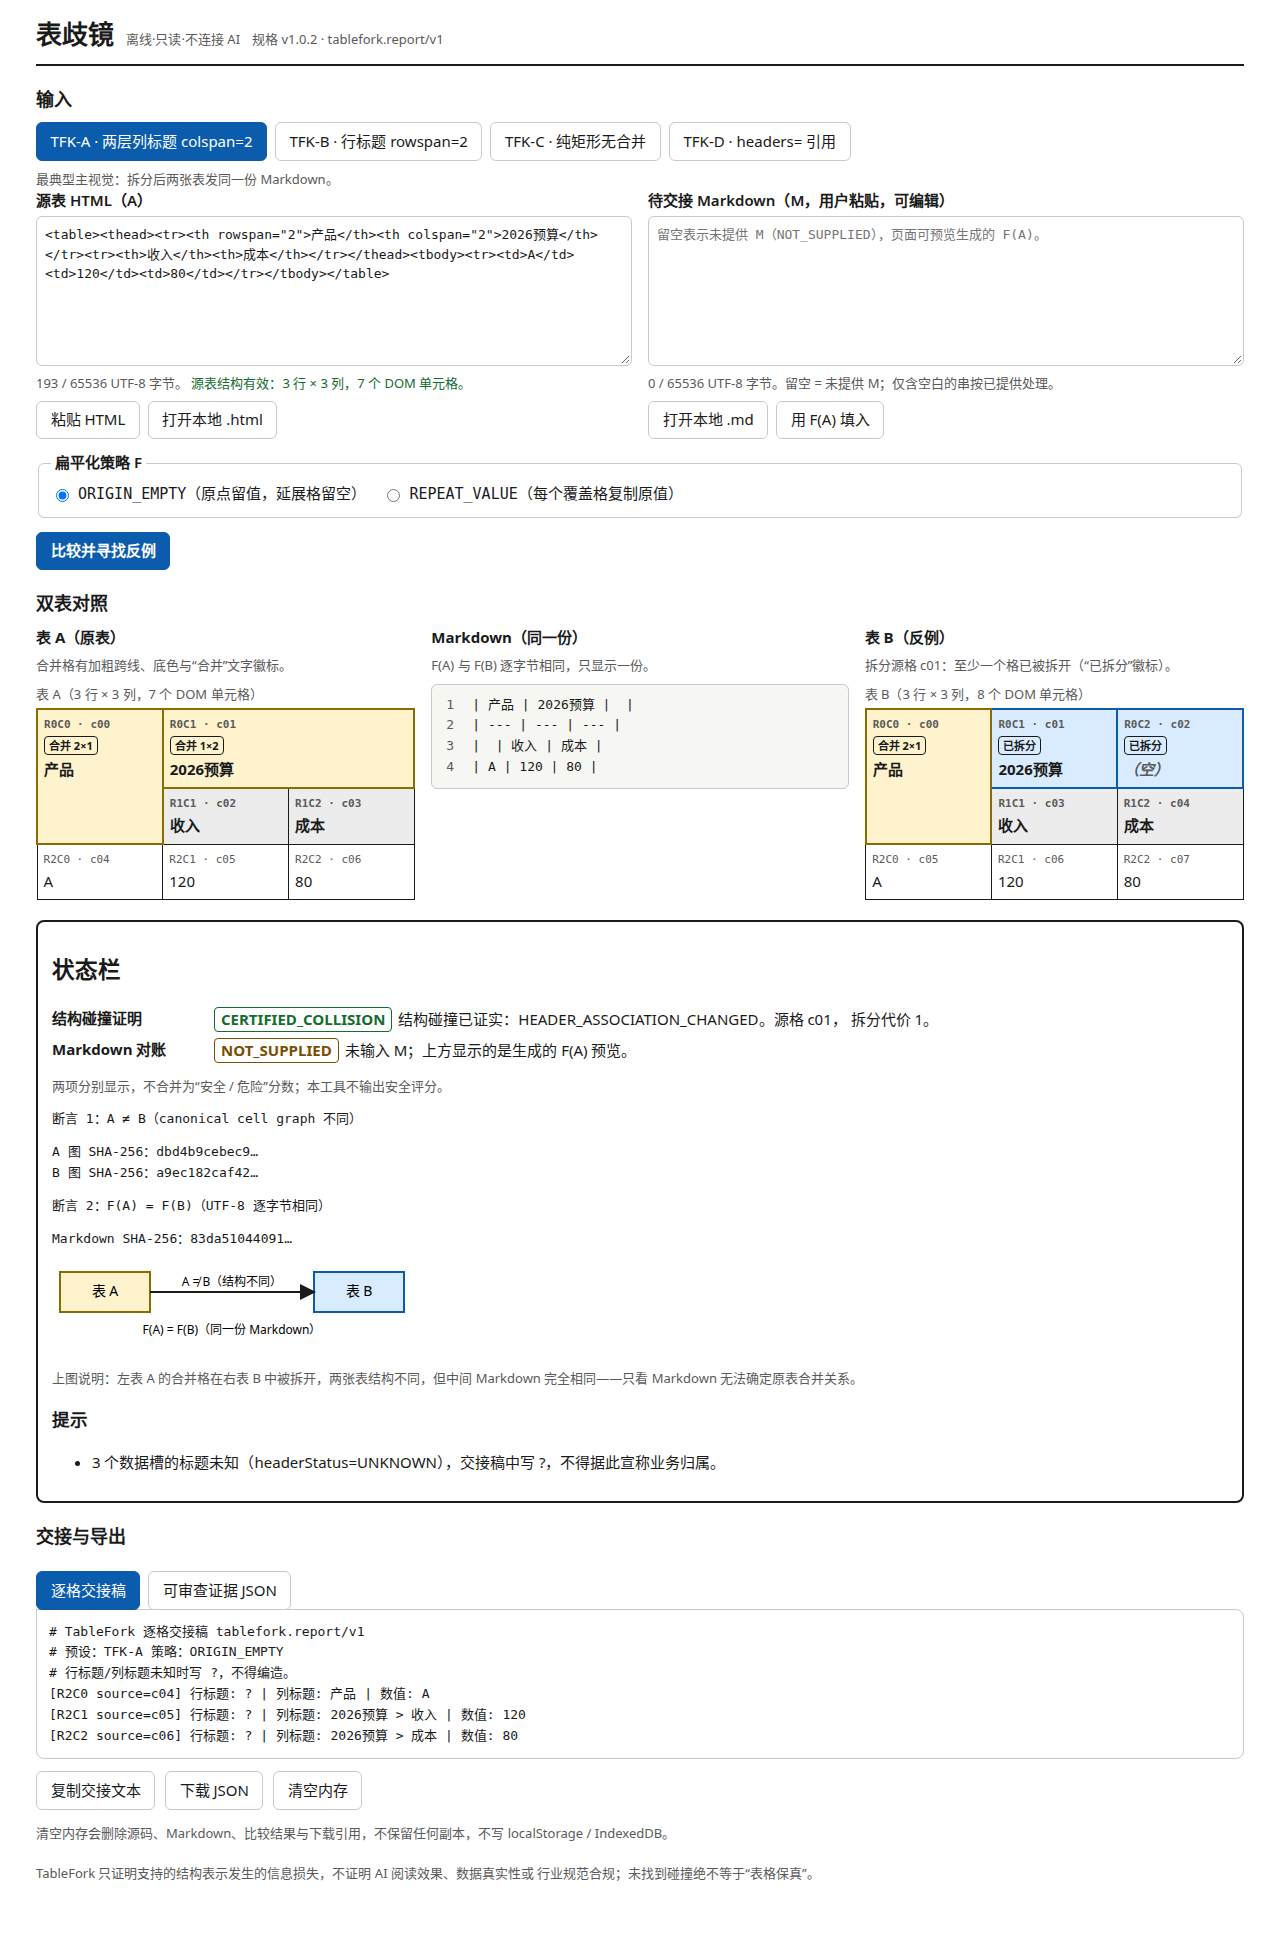 表歧镜 离线·只读·不连接 AI 规格 v1.0.2 · tablefork.report/v1
输入
TFK-A · 两层列标题 colspan=2 TFK-B · 行标题 rowspan=2 TFK-C · 纯矩形无合并 TFK-D · headers= 引用
最典型主视觉：拆分后两张表发同一份 Markdown。
源表 HTML（A）
<table><thead><tr><th rowspan="2">产品</th><th colspan="2">2026预算</th>
</tr><tr><th>收入</th><th>成本</th></tr></thead><tbody><tr><td>A</td>
<td>120</td><td>80</td></tr></tbody></table>
193 / 65536 UTF-8 字节。 源表结构有效：3 行 × 3 列，7 个 DOM 单元格。
粘贴 HTML 打开本地 .html
待交接 Markdown（M，用户粘贴，可编辑）
留空表示未提供 M（NOT_SUPPLIED），页面可预览生成的 F(A)。
0 / 65536 UTF-8 字节。留空 = 未提供 M；仅含空白的串按已提供处理。
打开本地 .md 用 F(A) 填入
扁平化策略 F
ORIGIN_EMPTY（原点留值，延展格留空） REPEAT_VALUE（每个覆盖格复制原值）
比较并寻找反例
双表对照
表 A（原表）
合并格有加粗跨线、底色与“合并”文字徽标。
表 A（3 行 × 3 列，7 个 DOM 单元格）
R0C0 · c00 R0C1 · c01
合并 2×1 合并 1×2
产品 2026预算
R1C1 · c02 R1C2 · c03
收入 成本
R2C0 · c04 R2C1 · c05 R2C2 · c06
A 120 80
Markdown（同一份）
F(A) 与 F(B) 逐字节相同，只显示一份。
1 | 产品 | 2026预算 |  |
2 | --- | --- | --- |
3 |  | 收入 | 成本 |
4 | A | 120 | 80 |
表 B（反例）
拆分源格 c01：至少一个格已被拆开（“已拆分”徽标）。
表 B（3 行 × 3 列，8 个 DOM 单元格）
R0C0 · c00 R0C1 · c01 R0C2 · c02
合并 2×1 已拆分 已拆分
产品 2026预算 （空）
R1C1 · c03 R1C2 · c04
收入 成本
R2C0 · c05 R2C1 · c06 R2C2 · c07
A 120 80
状态栏
结构碰撞证明 CERTIFIED_COLLISION 结构碰撞已证实：HEADER_ASSOCIATION_CHANGED。源格 c01， 拆分代价 1。
Markdown 对账 NOT_SUPPLIED 未输入 M；上方显示的是生成的 F(A) 预览。
两项分别显示，不合并为“安全 / 危险”分数；本工具不输出安全评分。
断言 1：A ≠ B（canonical cell graph 不同）
A 图 SHA-256：dbd4b9cebec9…
B 图 SHA-256：a9ec182caf42…
断言 2：F(A) = F(B)（UTF-8 逐字节相同）
Markdown SHA-256：83da51044091…
表 A A ≠ B（结构不同） 表 B
F(A) = F(B)（同一份 Markdown）
上图说明：左表 A 的合并格在右表 B 中被拆开，两张表结构不同，但中间 Markdown 完全相同——只看 Markdown 无法确定原表合并关系。
提示
• 3 个数据槽的标题未知（headerStatus=UNKNOWN），交接稿中写 ?，不得据此宣称业务归属。
交接与导出
逐格交接稿 可审查证据 JSON
# TableFork 逐格交接稿 tablefork.report/v1
# 预设：TFK-A 策略：ORIGIN_EMPTY
# 行标题/列标题未知时写 ?，不得编造。
[R2C0 source=c04] 行标题: ? | 列标题: 产品 | 数值: A
[R2C1 source=c05] 行标题: ? | 列标题: 2026预算 > 收入 | 数值: 120
[R2C2 source=c06] 行标题: ? | 列标题: 2026预算 > 成本 | 数值: 80
复制交接文本 下载 JSON 清空内存
清空内存会删除源码、Markdown、比较结果与下载引用，不保留任何副本，不写 localStorage / IndexedDB。
TableFork 只证明支持的结构表示发生的信息损失，不证明 AI 阅读效果、数据真实性或 行业规范合规；未找到碰撞绝不等于“表格保真”。